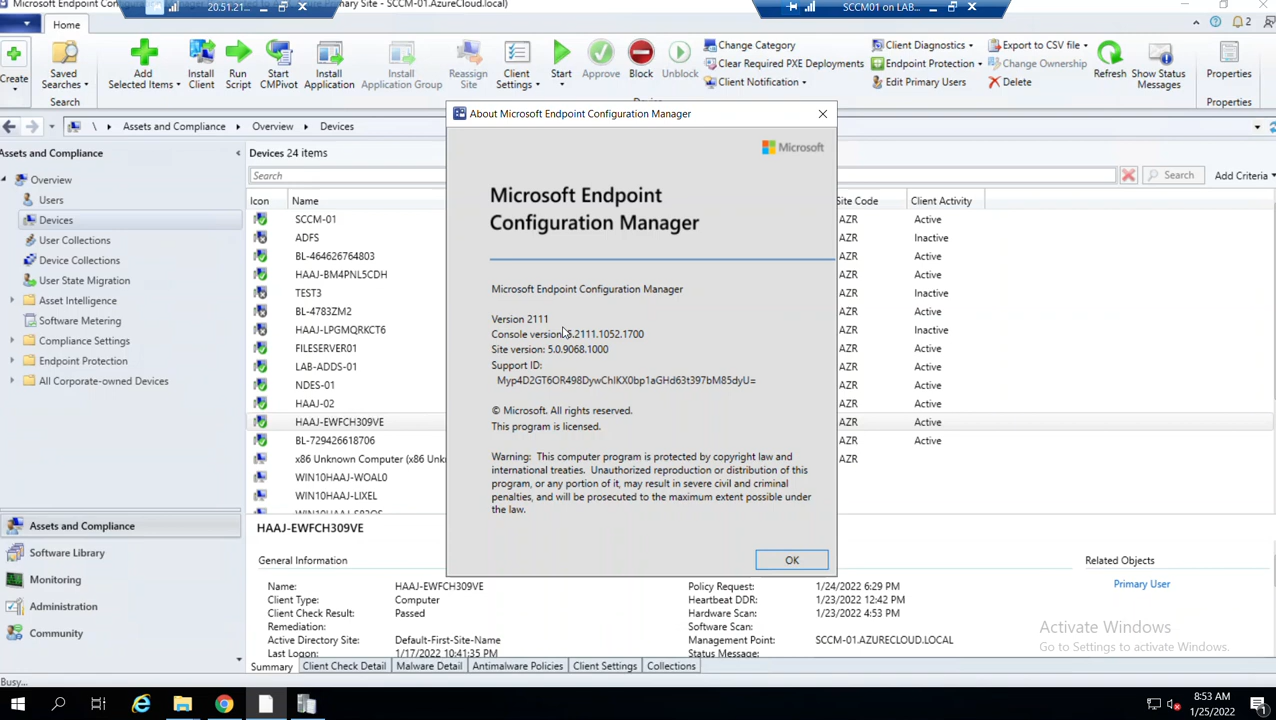 Microsoft Endpoint Configuration Manager
Primary Site - SCCM-01.AzureCloud.local)
20.51.21...
SCCM01 on LAB...
Home
2
Create
Saved Searches
Add Selected Items
Install Client
Run Script
Start CMPivot
Install Application
Install Application Group
Reassign Site
Client Settings
Start
Approve
Block
Unblock
Change Category
Clear Required PXE Deployments
Client Notification
Client Diagnostics
Endpoint Protection
Edit Primary Users
Export to CSV file
Change Ownership
Delete
Refresh
Show Status Messages
Properties
Search
Properties
\ Assets and Compliance Overview Devices
Assets and Compliance
Overview
Users
Devices
User Collections
Device Collections
User State Migration
Asset Intelligence
Software Metering
Compliance Settings
Endpoint Protection
All Corporate-owned Devices
Assets and Compliance
Software Library
Monitoring
Administration
Community
Devices 24 items
Search
Search
Add Criteria
Icon Name Site Code Client Activity
SCCM-01 AZR Active
ADFS AZR Inactive
BL-464626764803 AZR Active
HAAJ-BM4PNL5CDH AZR Active
TEST3 AZR Inactive
BL-4783ZM2 AZR Active
HAAJ-LPGMQRKCT6 AZR Inactive
FILESERVER01 AZR Active
LAB-ADDS-01 AZR Active
NDES-01 AZR Active
HAAJ-02 AZR Active
HAAJ-EWFCH309VE AZR Active
BL-729426618706 AZR Active
x86 Unknown Computer (x86 Unk AZR
WIN10HAAJ-WOAL0
WIN10HAAJ-LIXEL
About Microsoft Endpoint Configuration Manager
Microsoft
Microsoft Endpoint
Configuration Manager
Microsoft Endpoint Configuration Manager
Version 2111
Console version: 5.2111.1052.1700
Site version: 5.0.9068.1000
Support ID:
Myp4D2GT6OR498DywChIKX0bp1aGHd63t397bM85dyU=
© Microsoft. All rights reserved.
This program is licensed.
Warning: This computer program is protected by copyright law and
international treaties. Unauthorized reproduction or distribution of this
program, or any portion of it, may result in severe civil and criminal
penalties, and will be prosecuted to the maximum extent possible under
the law.
OK
HAAJ-EWFCH309VE
General Information
Name: HAAJ-EWFCH309VE
Client Type: Computer
Client Check Result: Passed
Remediation:
Active Directory Site: Default-First-Site-Name
Last Logon: 1/17/2022 10:41:35 PM
Policy Request: 1/24/2022 6:29 PM
Heartbeat DDR: 1/23/2022 12:42 PM
Hardware Scan: 1/23/2022 4:53 PM
Software Scan:
Management Point: SCCM-01.AZURECLOUD.LOCAL
Status Message:
Related Objects
Primary User
Activate Windows
Go to Settings to activate Windows.
Summary Client Check Detail Malware Detail Antimalware Policies Client Settings Collections
Busy...
8:53 AM
1/25/2022
1